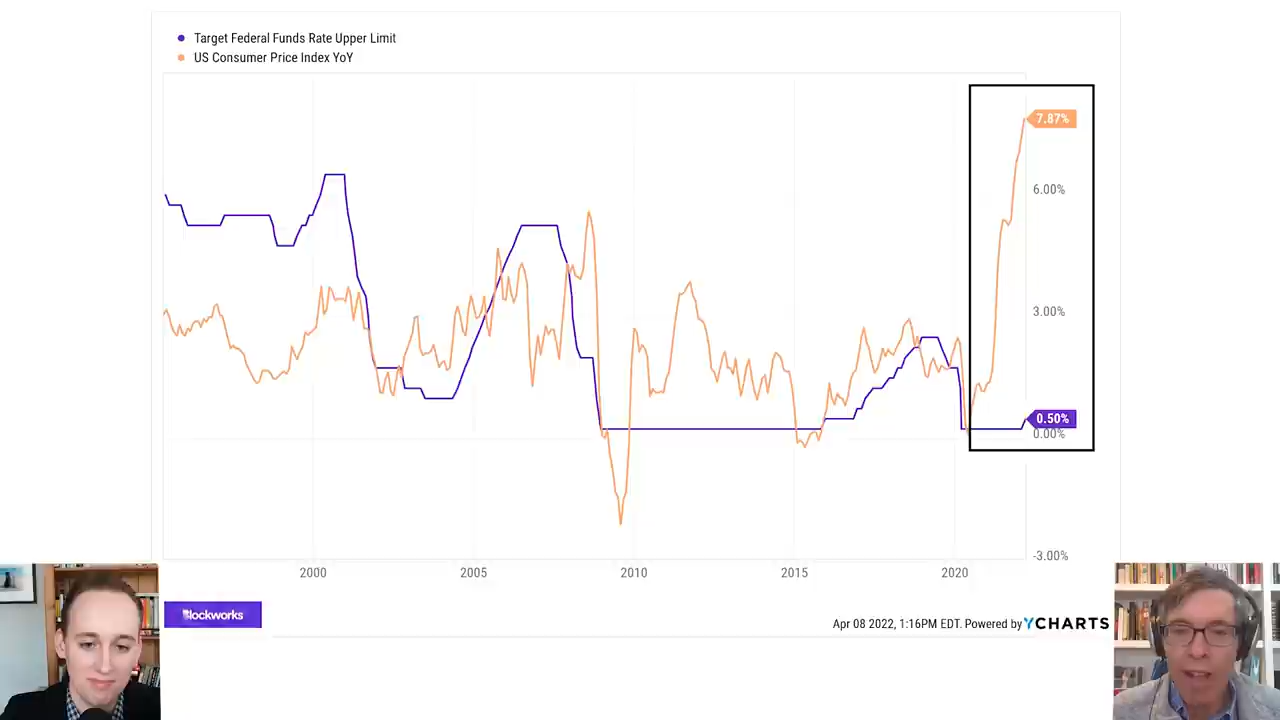 Target Federal Funds Rate Upper Limit
US Consumer Price Index YoY
7.87%
6.00%
3.00%
0.50%
0.00%
-3.00%
2000 2005 2010 2015 2020
Blockworks
Apr 08 2022, 1:16PM EDT. Powered by YCHARTS